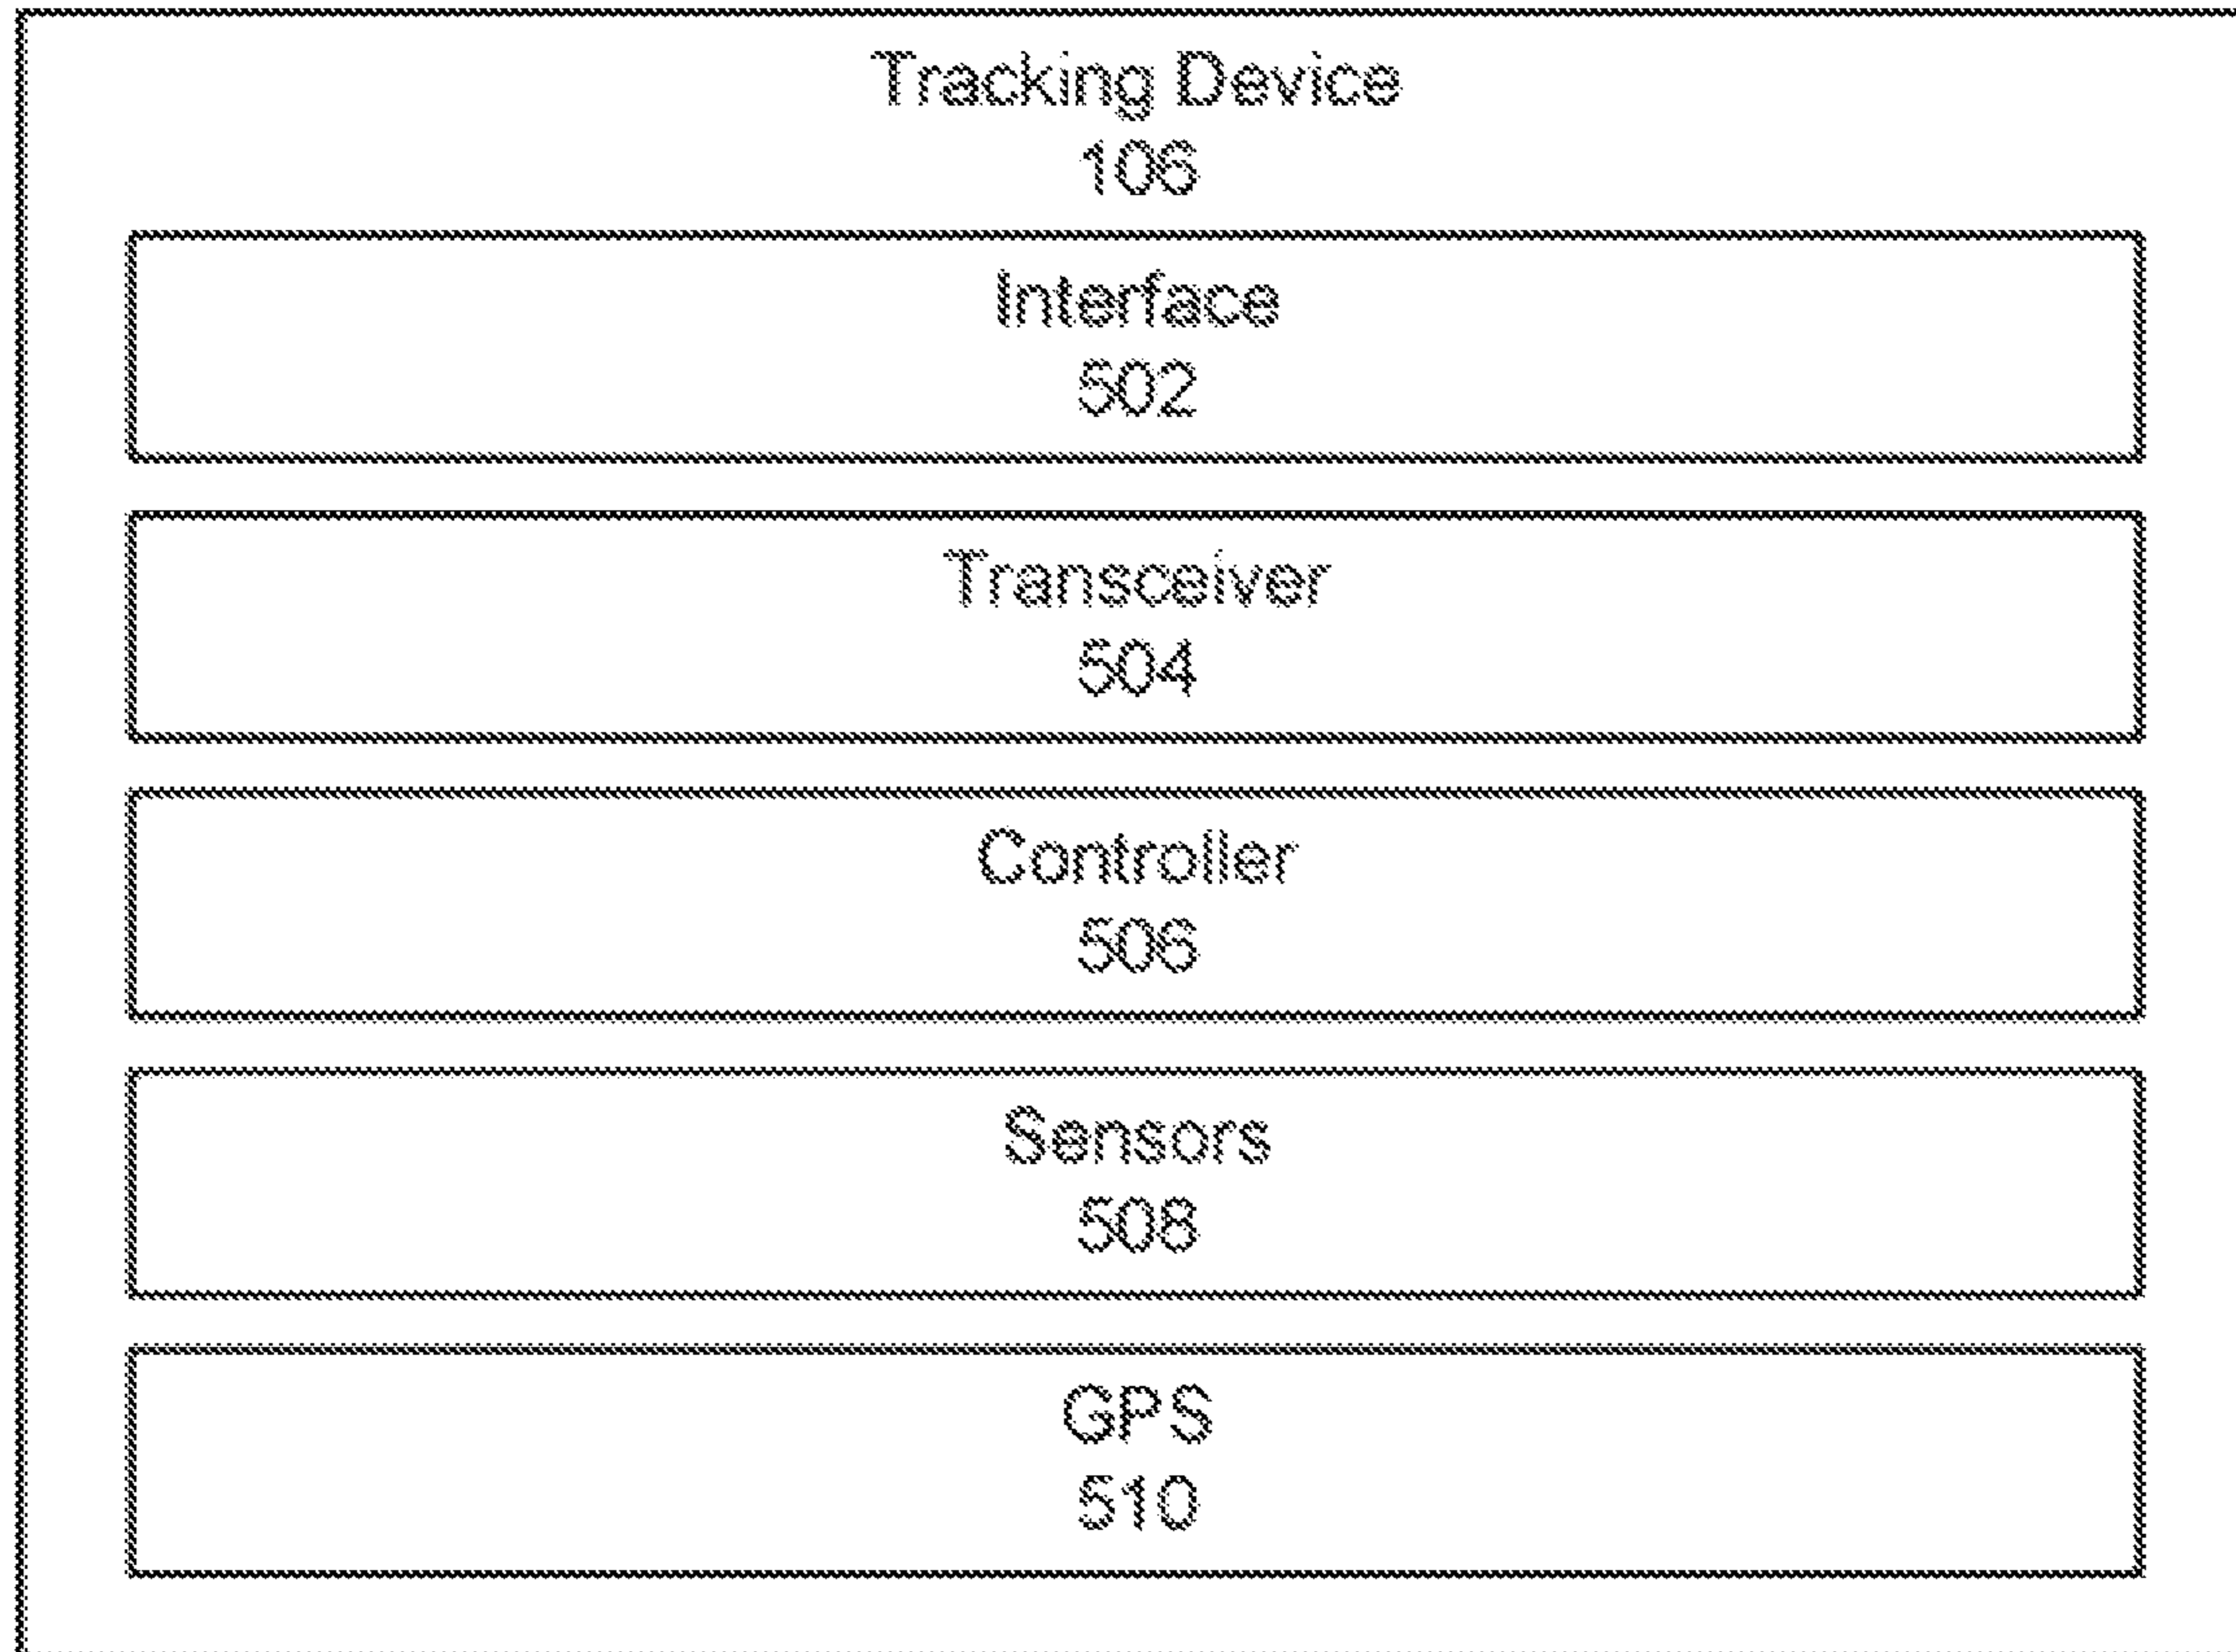 Tracking Device
106
Interface
502
Transceiver
504
Controller
506
Sensors
508
GPS
510